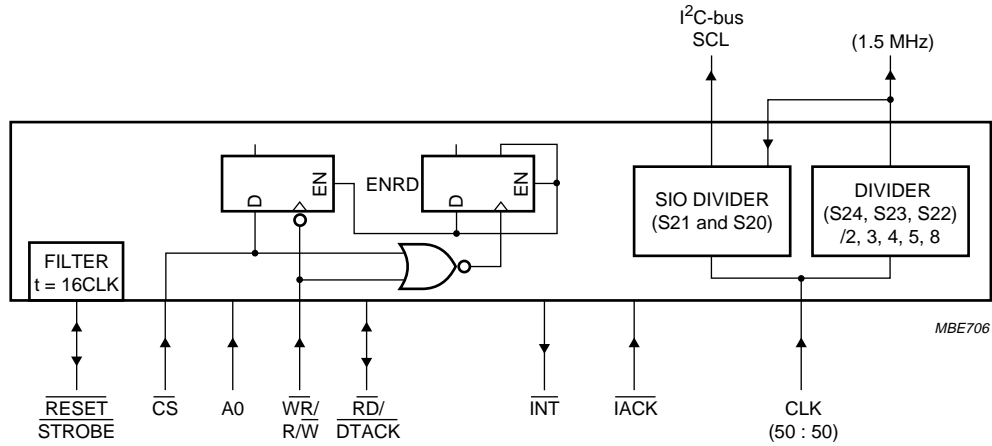 I²C-bus
SCL
(1.5 MHz)
D
EN
ENRD
D
EN
SIO DIVIDER
(S21 and S20)
DIVIDER
(S24, S23, S22)
/2, 3, 4, 5, 8
FILTER
t = 16CLK
MBE706
RESET
STROBE
CS
A0
WR/
R/W
RD/
DTACK
INT
IACK
CLK
(50 : 50)